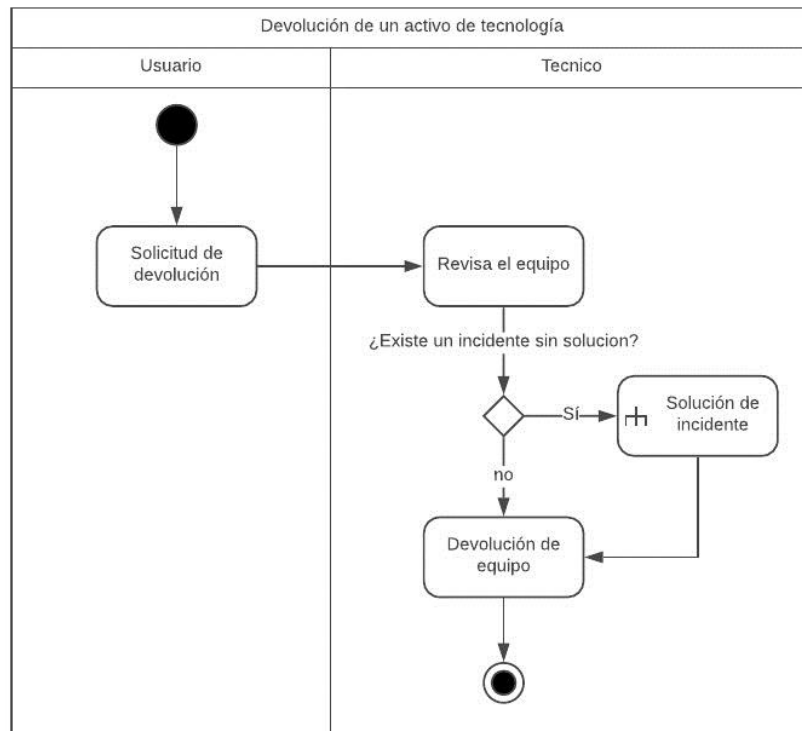 Devolución de un activo de tecnología
Usuario
Tecnico
Solicitud de
devolución
Revisa el equipo
¿Existe un incidente sin solucion?
Sí
Solución de
incidente
no
Devolución de
equipo